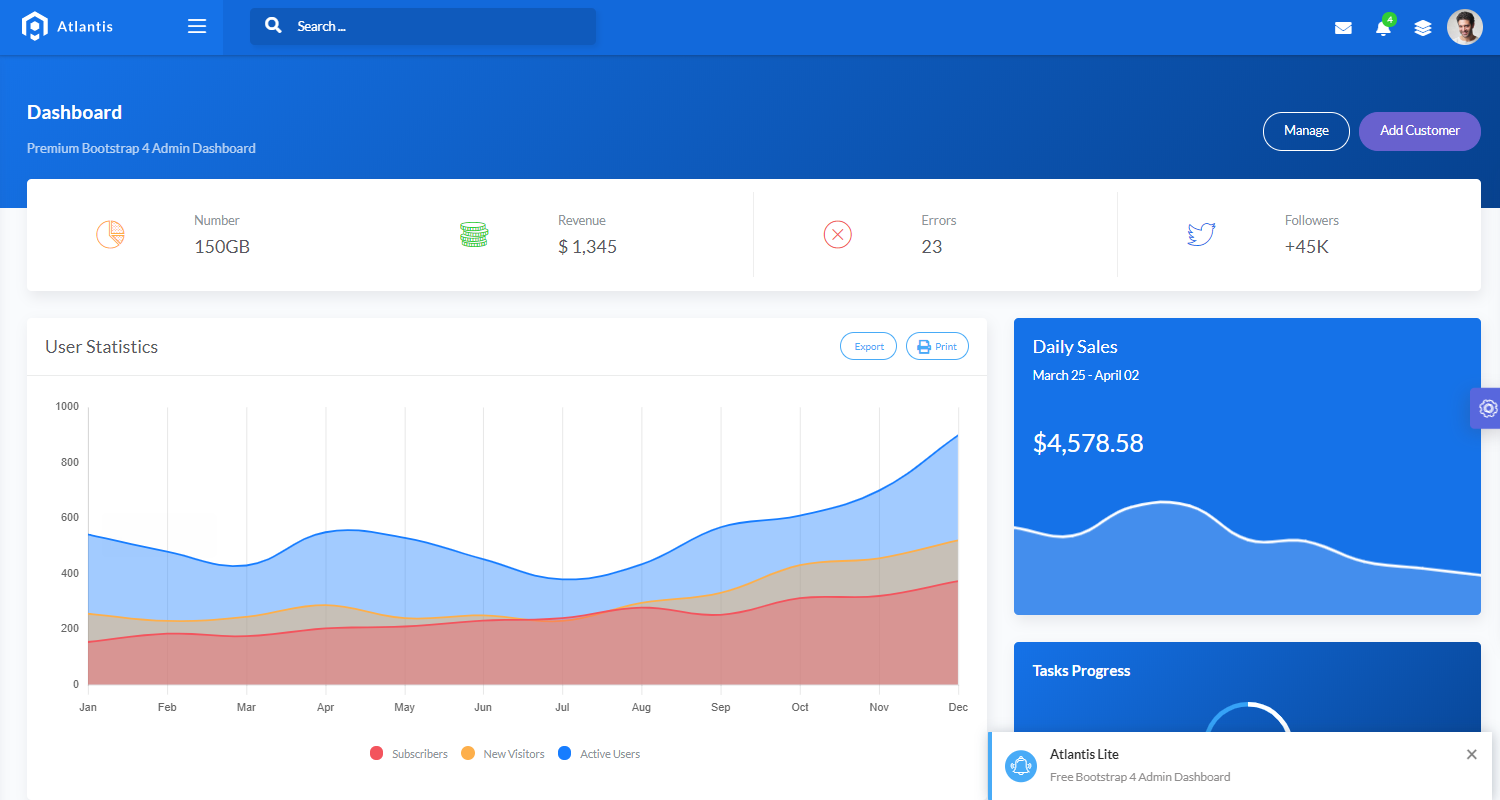 Atlantis
Search ...
4
Dashboard
Premium Bootstrap 4 Admin Dashboard
Manage
Add Customer
Number
150GB
Revenue
$ 1,345
Errors
23
Followers
+45K
User Statistics
Export
Print
1000
800
600
400
200
0
Jan Feb Mar Apr May Jun Jul Aug Sep Oct Nov Dec
Subscribers New Visitors Active Users
Daily Sales
March 25 - April 02
$4,578.58
Tasks Progress
Atlantis Lite
Free Bootstrap 4 Admin Dashboard